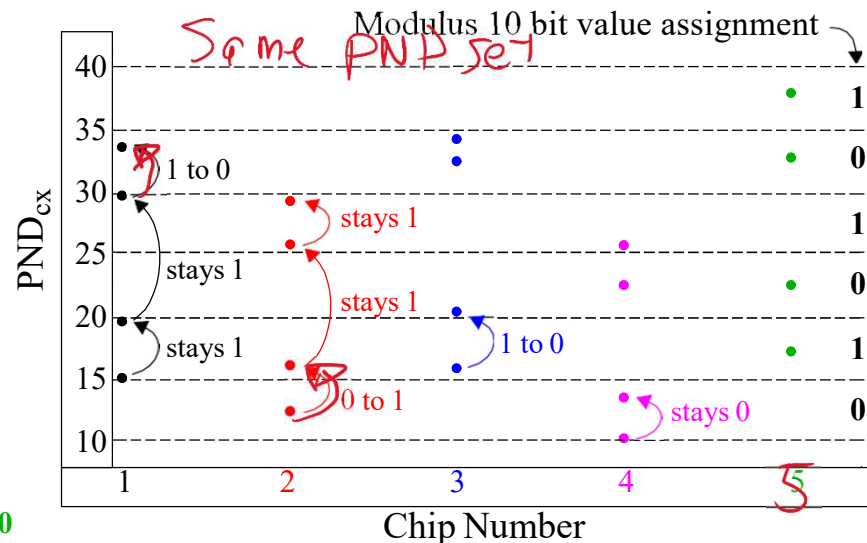 Modulus 10 bit value assignment
Same PND set
40
1
35
0
1 to 0
30
stays 1
1
25
stays 1
stays 1
0
20
stays 1
1 to 0
1
15
0 to 1
stays 0
0
10
PNDcx
1 2 3 4 5
0
Chip Number